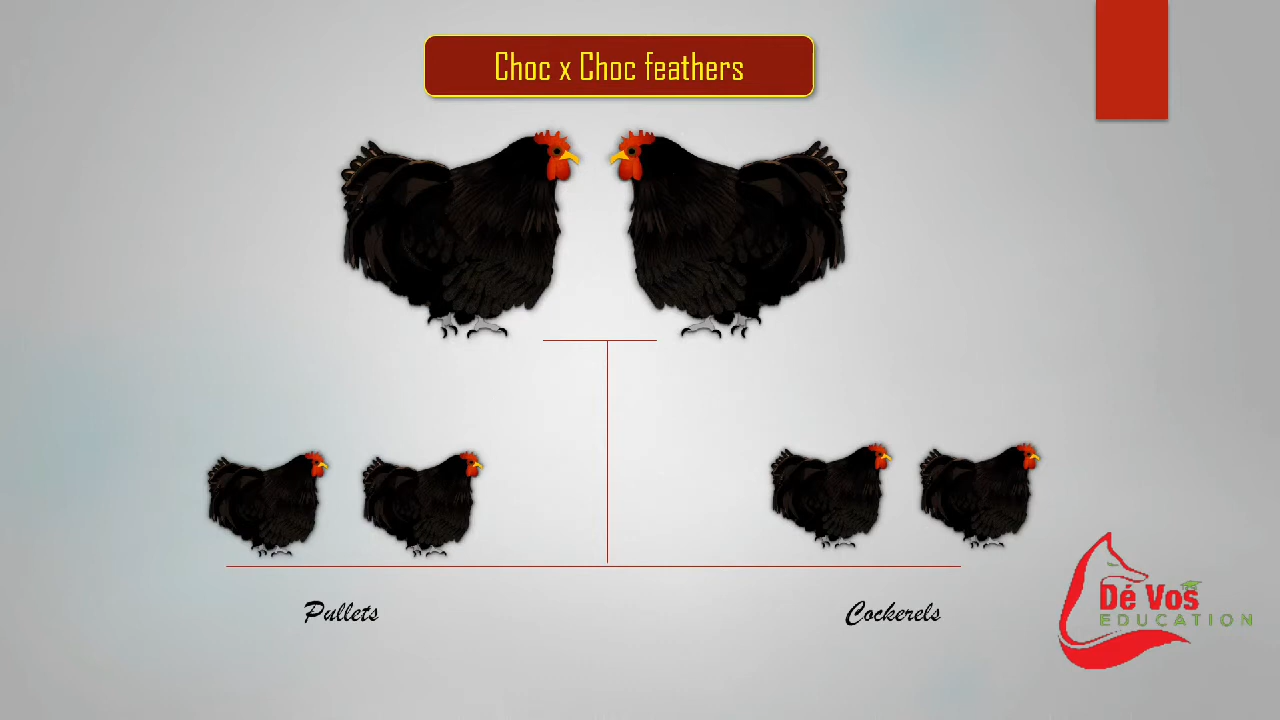 Choc x Choc feathers
Pullets
Cockerels
Dé Vos
EDUCATION